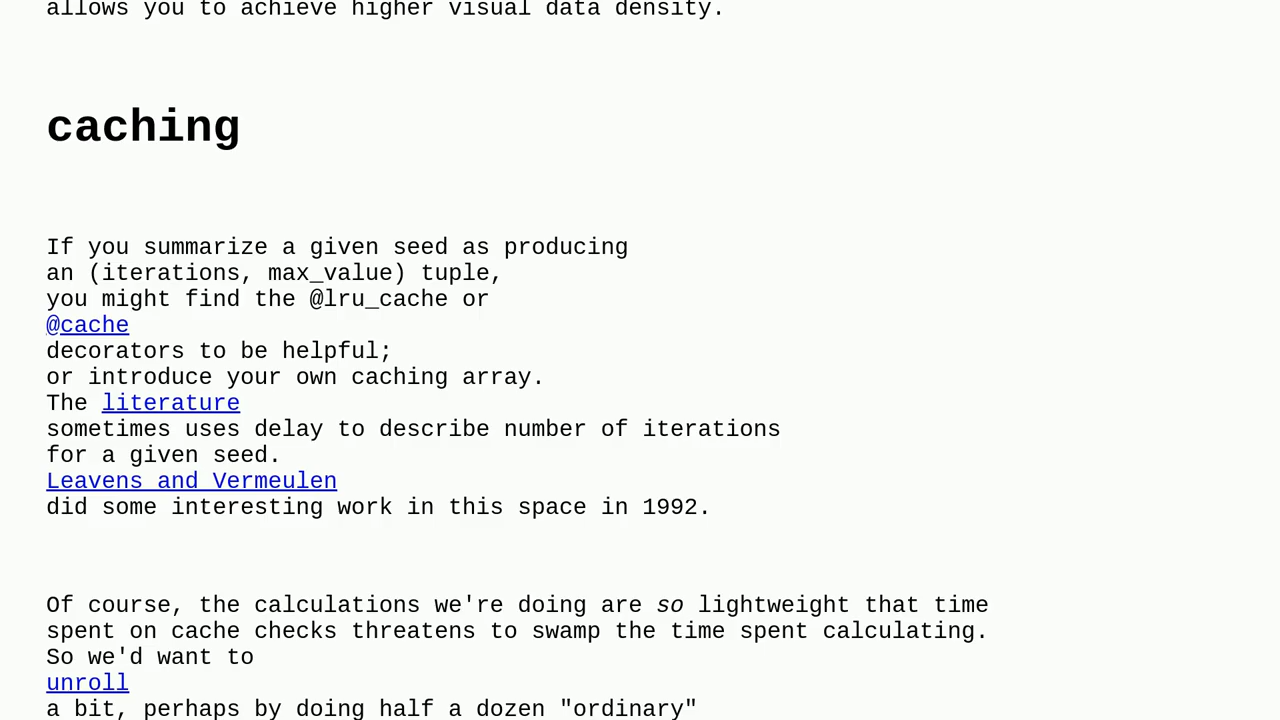 allows you to achieve higher visual data density.
caching
If you summarize a given seed as producing
an (iterations, max_value) tuple,
you might find the @lru_cache or
@cache
decorators to be helpful;
or introduce your own caching array.
The literature
sometimes uses delay to describe number of iterations
for a given seed.
Leavens and Vermeulen
did some interesting work in this space in 1992.
Of course, the calculations we're doing are so lightweight that time
spent on cache checks threatens to swamp the time spent calculating.
So we'd want to
unroll
a bit, perhaps by doing half a dozen "ordinary"